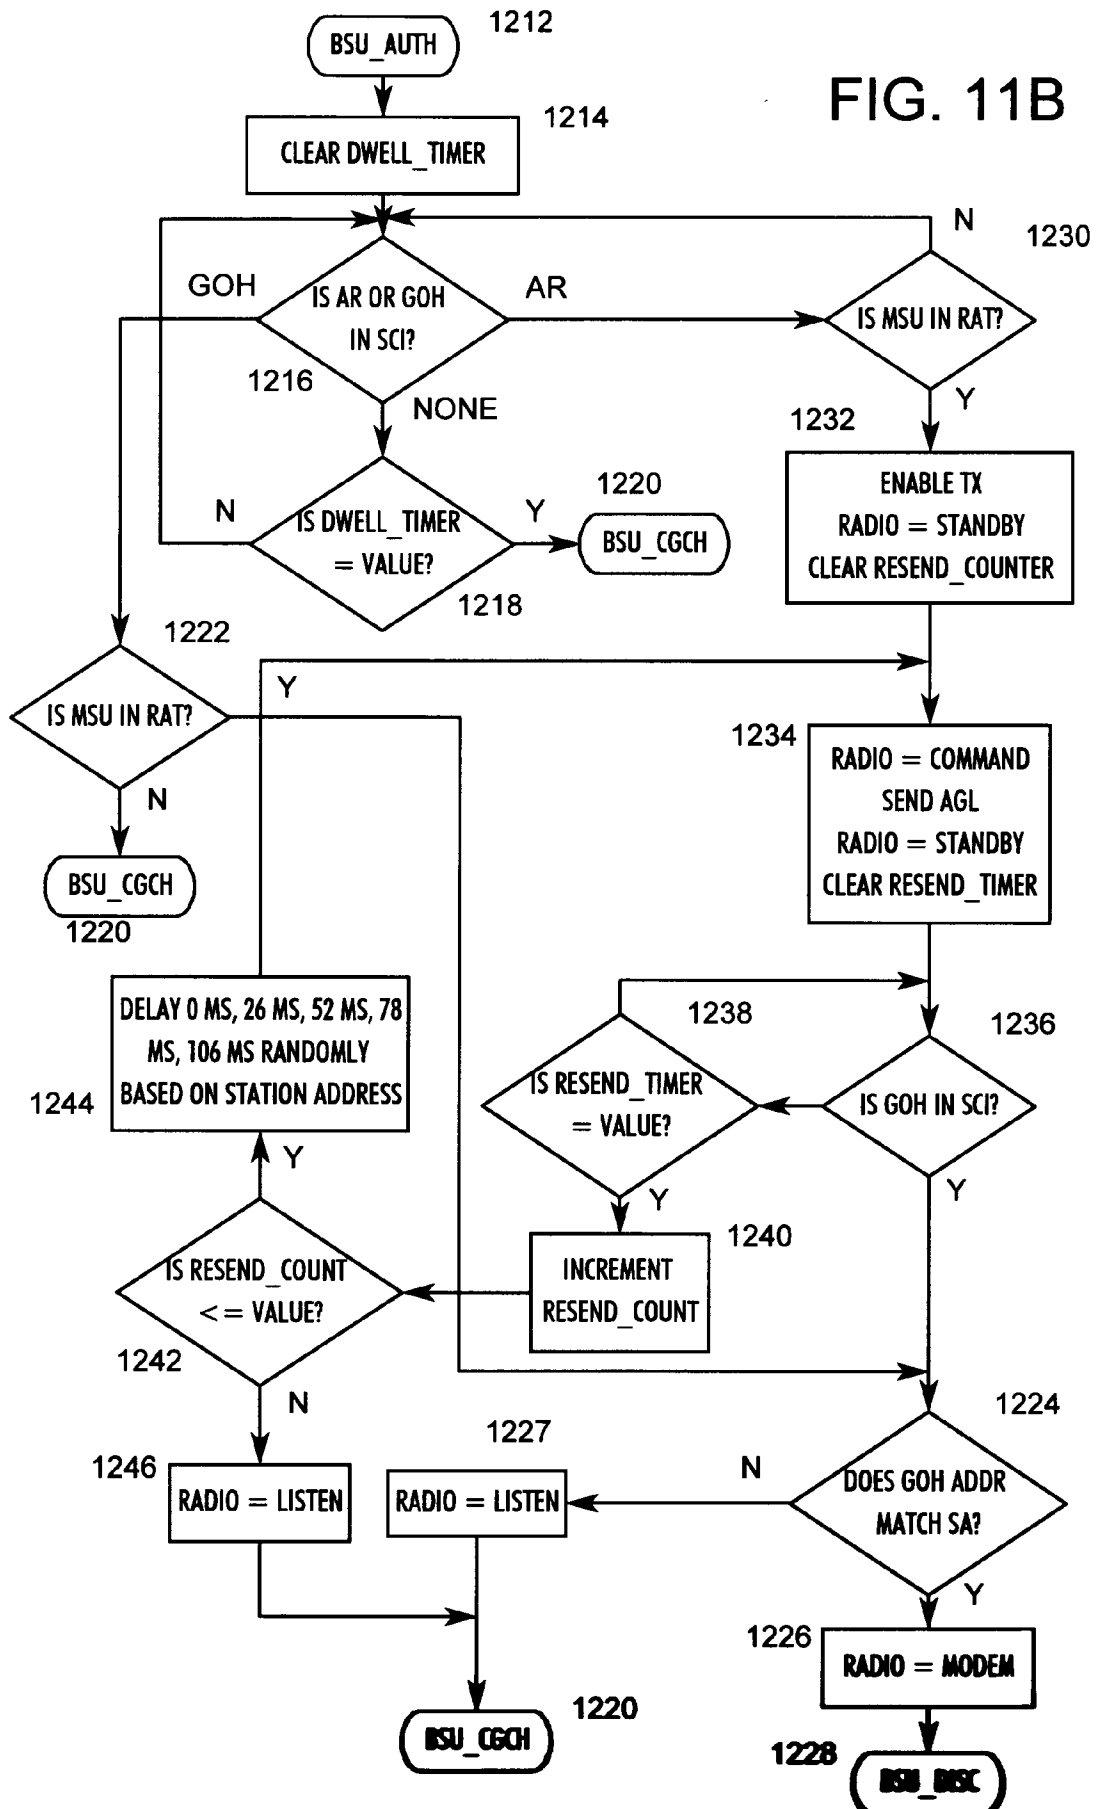 1212
BSU_AUTH
FIG. 11B
1214
CLEAR DWELL_TIMER
N
1230
GOH
IS AR OR GOH
IN SCI?
AR
IS MSU IN RAT?
1216
NONE
Y
1232
N
IS DWELL_TIMER
= VALUE?
Y
1220
BSU_CGCH
1218
ENABLE TX
RADIO = STANDBY
CLEAR RESEND_COUNTER
1222
IS MSU IN RAT?
Y
N
BSU_CGCH
1220
1234
RADIO = COMMAND
SEND AGL
RADIO = STANDBY
CLEAR RESEND_TIMER
DELAY 0 MS, 26 MS, 52 MS, 78
MS, 106 MS RANDOMLY
BASED ON STATION ADDRESS
1244
1238
IS RESEND_TIMER
= VALUE?
1236
IS GOH IN SCI?
Y
Y
Y
1240
INCREMENT
RESEND_COUNT
IS RESEND_COUNT
<= VALUE?
1242
N
1224
DOES GOH ADDR
MATCH SA?
N
1227
RADIO = LISTEN
1246
RADIO = LISTEN
Y
1226
RADIO = MODEM
1220
BSU_CGCH
1228
BSU_DISC